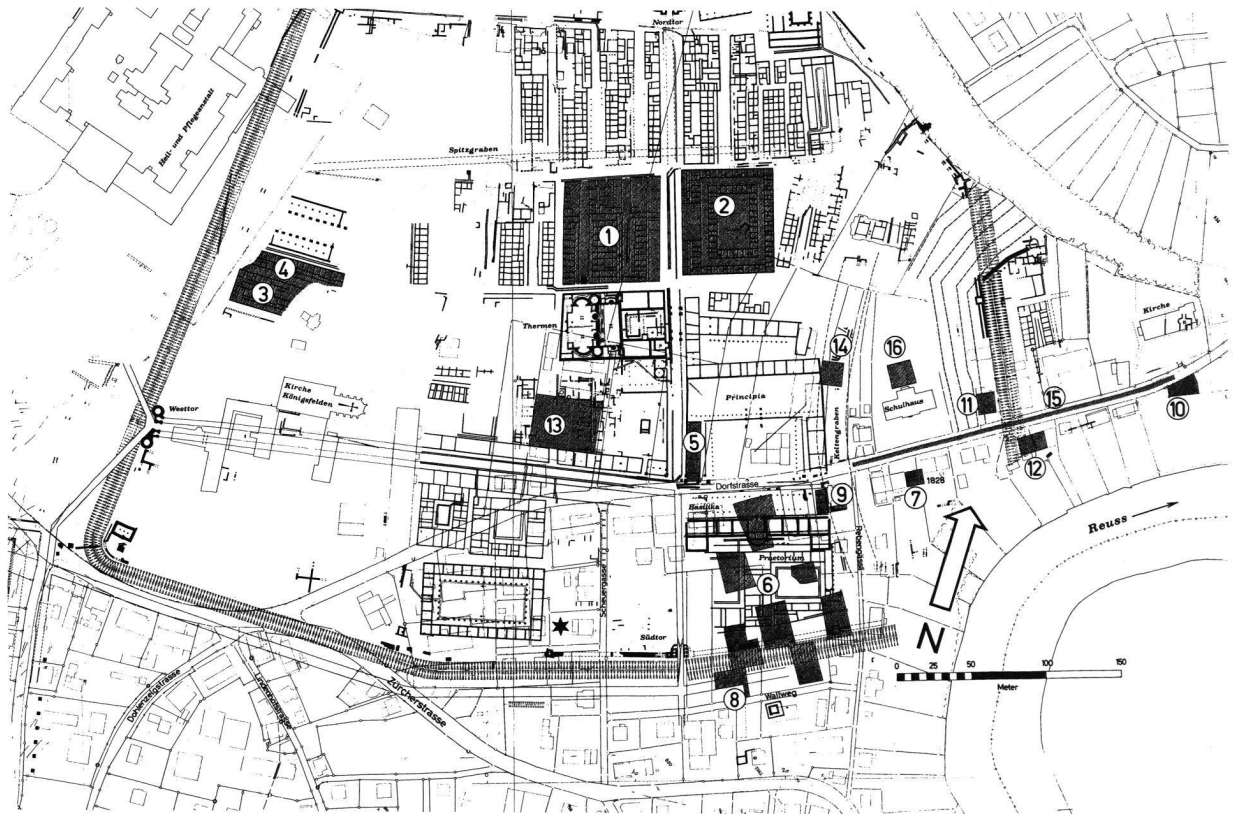 Nordtor
Heil- und Pflegeanstalt
Spitzgraben
1
2
4
3
Thermen
14
16
Kirche
Kirche
Königsfelden
Principia
Schulhaus
Westtor
13
5
Keltengraben
11
15
10
12
Dorfstrasse
9
7
1828
Basilika
Reuss
Praetorium
6
Scheuergasse
Rebengässli
Südtor
N
0 25 50 100 150
Meter
8
Wallweg
Dohlenzelgstrasse
Zürcherstrasse